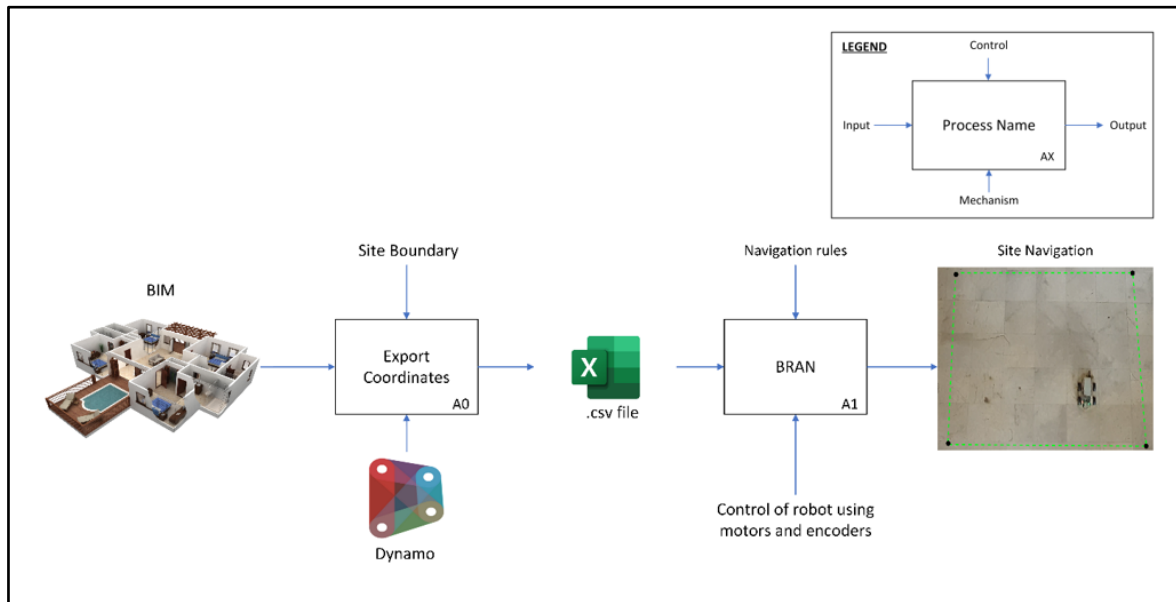 LEGEND
Control
Input
Process Name
Output
AX
Mechanism
Site Boundary
Navigation rules
Site Navigation
BIM
Export
Coordinates
A0
X
.csv file
BRAN
A1
Dynamo
Control of robot using
motors and encoders